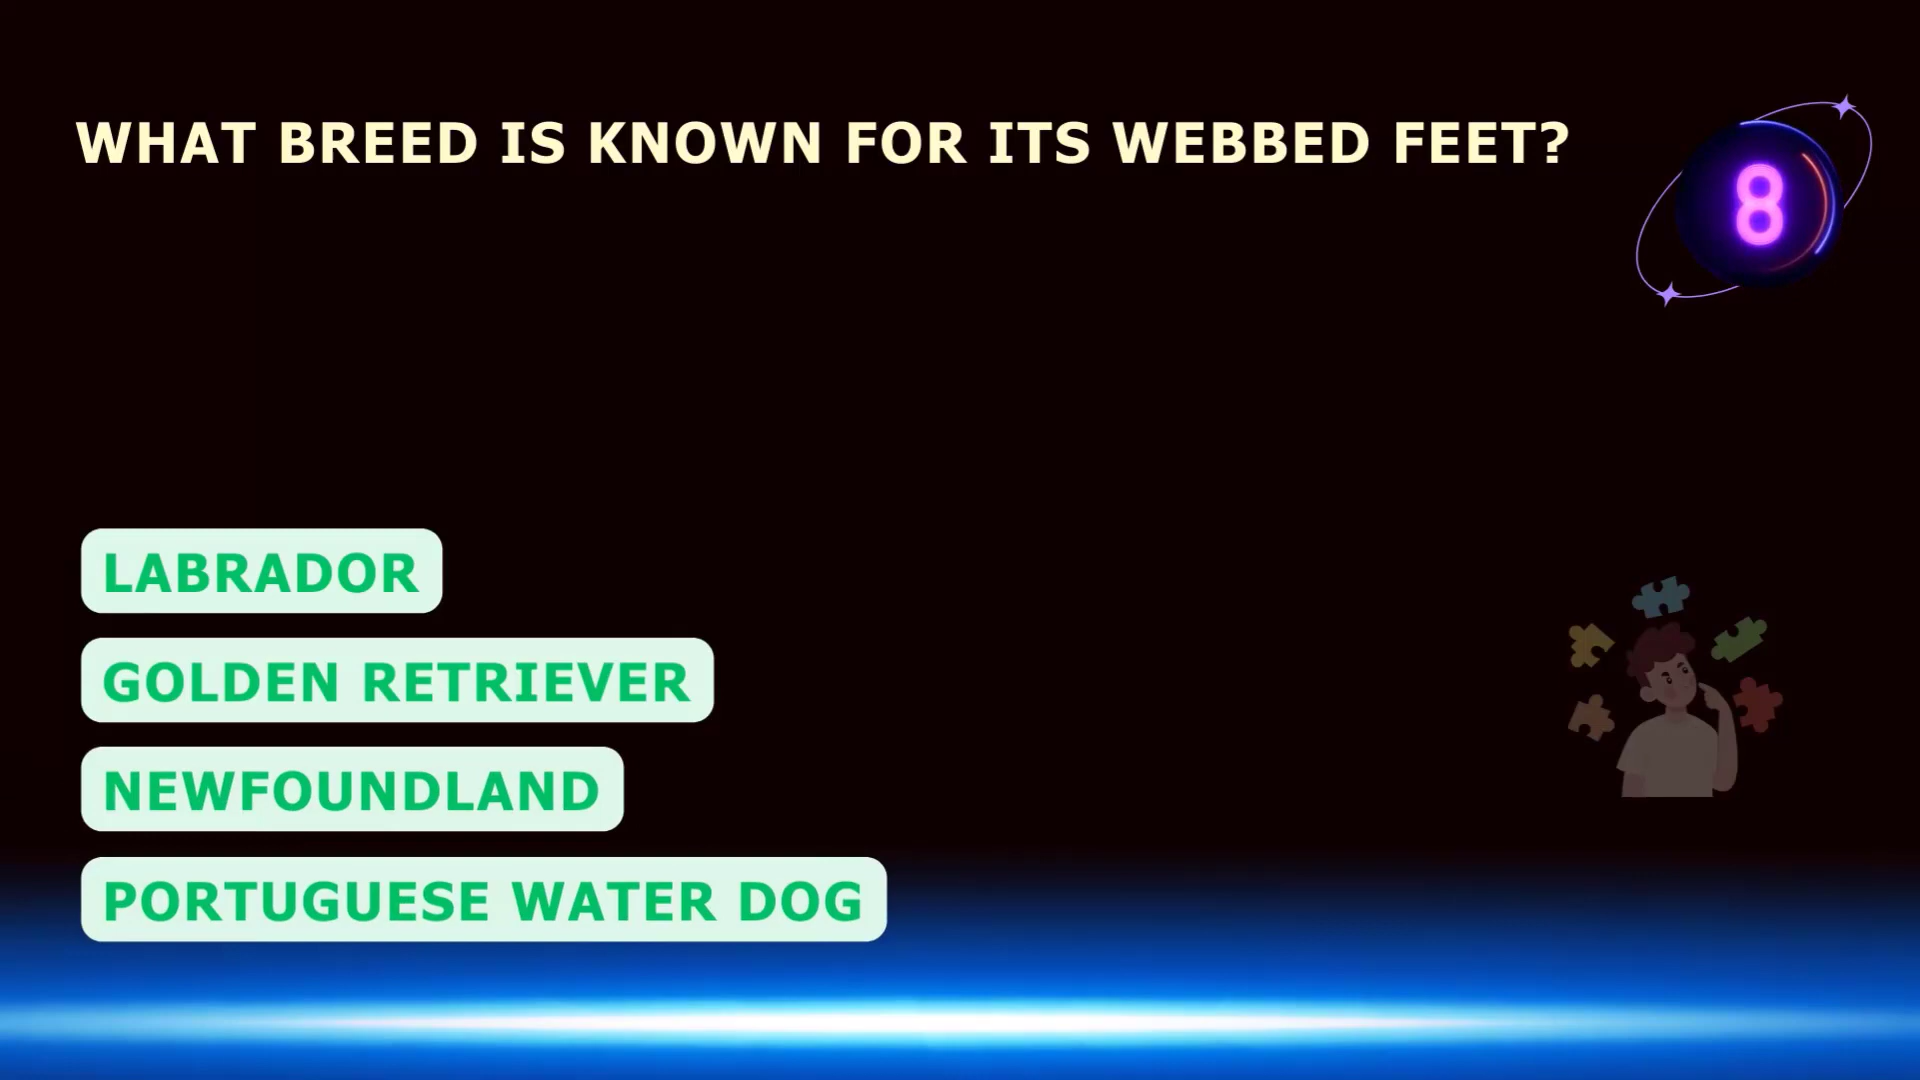 WHAT BREED IS KNOWN FOR ITS WEBBED FEET?
8
LABRADOR
GOLDEN RETRIEVER
NEWFOUNDLAND
PORTUGUESE WATER DOG